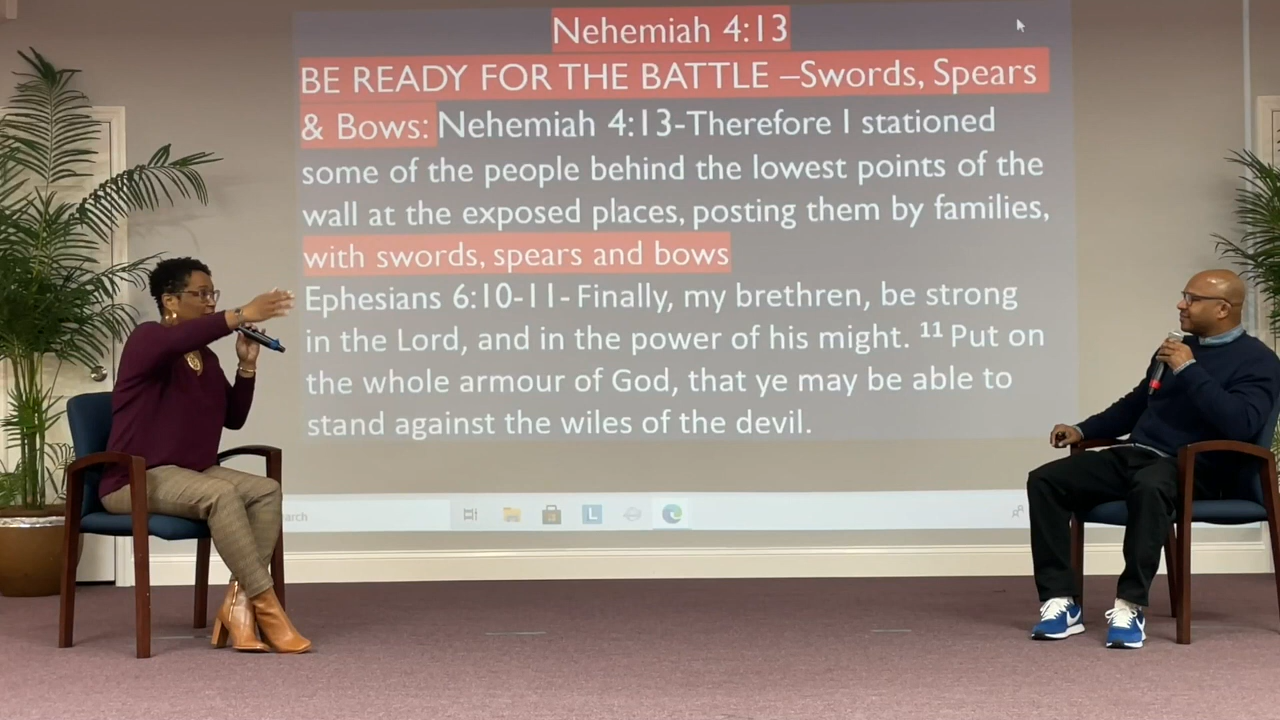 Nehemiah 4:13
BE READY FOR THE BATTLE –Swords, Spears
& Bows: Nehemiah 4:13-Therefore I stationed
some of the people behind the lowest points of the
wall at the exposed places, posting them by families,
with swords, spears and bows
Ephesians 6:10-11- Finally, my brethren, be strong
in the Lord, and in the power of his might. ¹¹ Put on
the whole armour of God, that ye may be able to
stand against the wiles of the devil.
arch
L